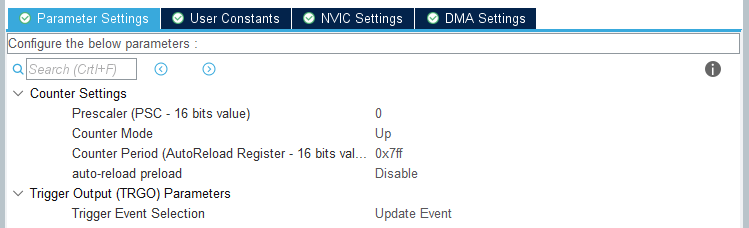 Parameter Settings User Constants NVIC Settings DMA Settings
Configure the below parameters :
Search (Crtl+F)
Counter Settings
Prescaler (PSC - 16 bits value) 0
Counter Mode Up
Counter Period (AutoReload Register - 16 bits val... 0x7ff
auto-reload preload Disable
Trigger Output (TRGO) Parameters
Trigger Event Selection Update Event